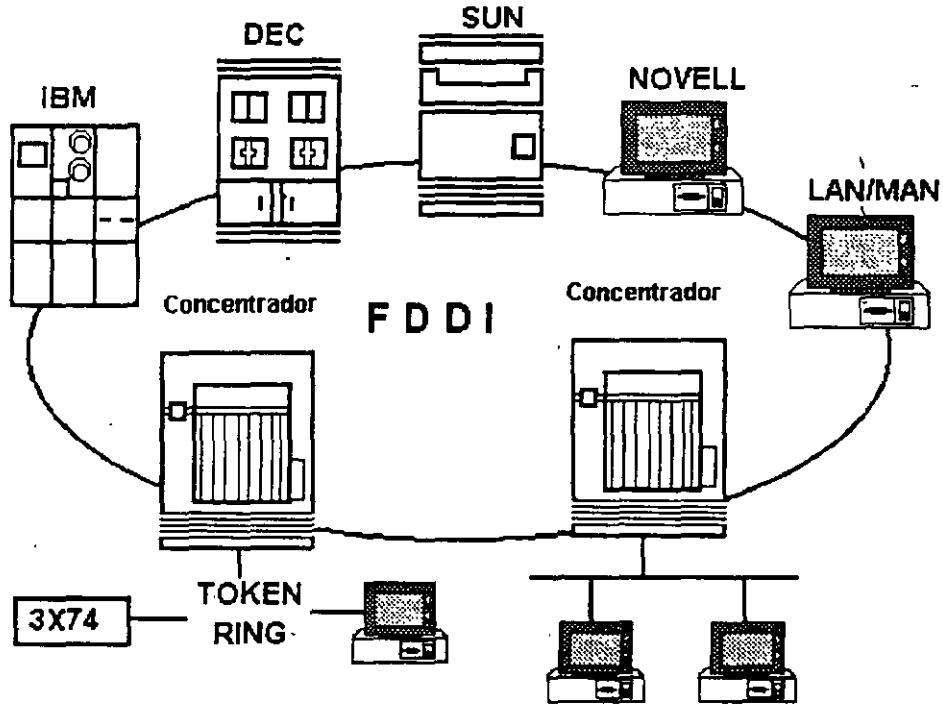 SUN
DEC
NOVELL
IBM
LAN/MAN
Concentrador
Concentrador
F D D I
TOKEN
RING
3X74